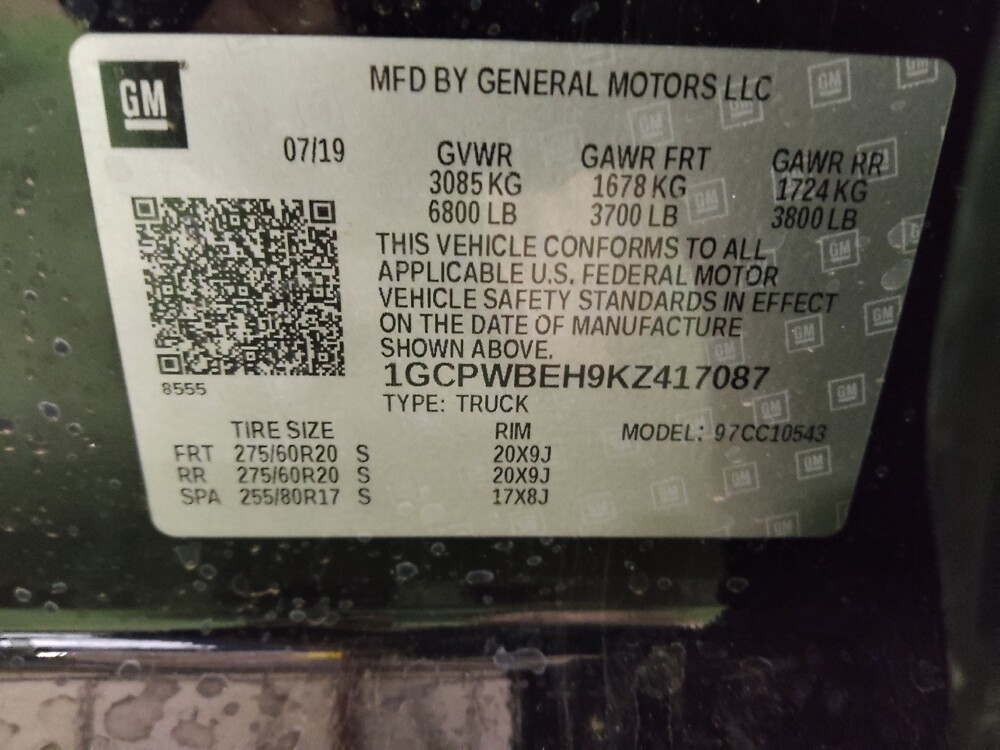 GM
MFD BY GENERAL MOTORS LLC
07/19 GVWR GAWR FRT GAWR RR
3085 KG 1678 KG 1724 KG
6800 LB 3700 LB 3800 LB
THIS VEHICLE CONFORMS TO ALL
APPLICABLE U.S. FEDERAL MOTOR
VEHICLE SAFETY STANDARDS IN EFFECT
ON THE DATE OF MANUFACTURE
SHOWN ABOVE.
1GCPWBEH9KZ417087
8555
TYPE: TRUCK
TIRE SIZE RIM MODEL: 97CC10543
FRT 275/60R20 S 20X9J
RR 275/60R20 S 20X9J
SPA 255/80R17 S 17X8J